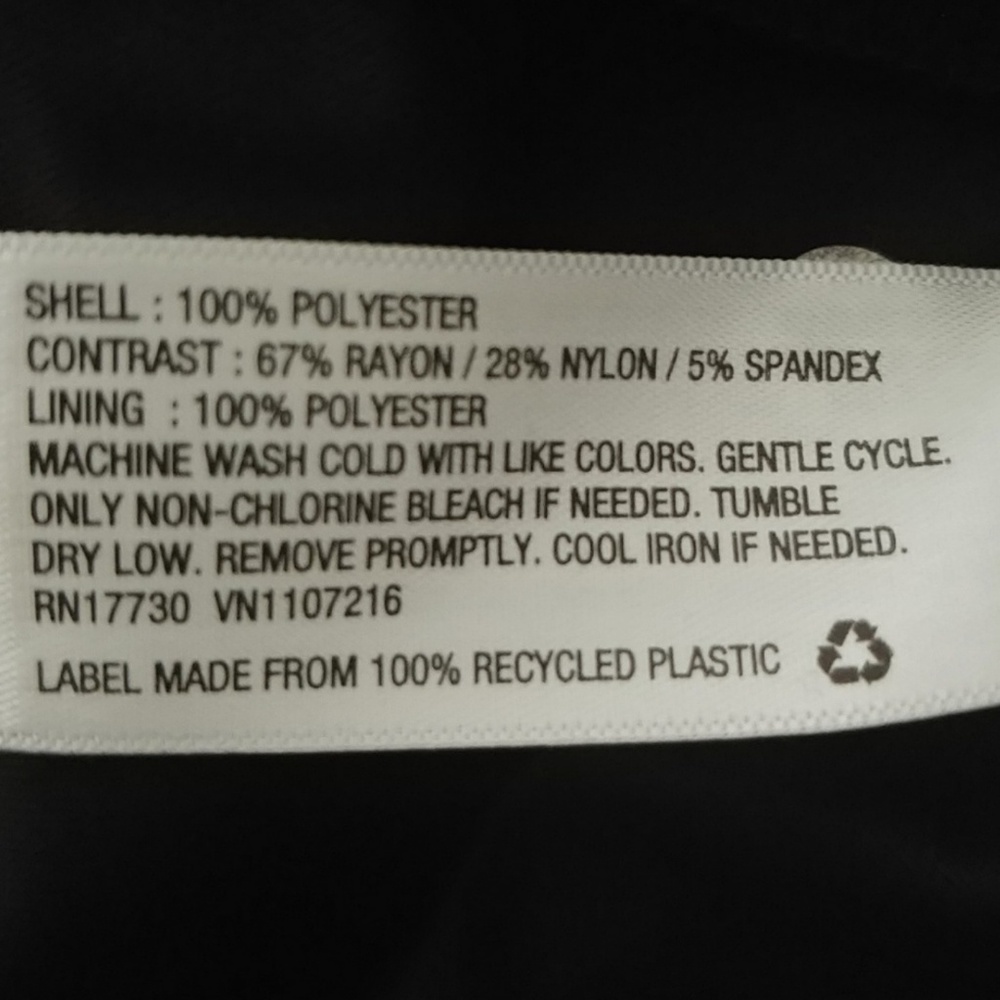 SHELL : 100% POLYESTER
CONTRAST : 67% RAYON / 28% NYLON / 5% SPANDEX
LINING : 100% POLYESTER
MACHINE WASH COLD WITH LIKE COLORS. GENTLE CYCLE.
ONLY NON-CHLORINE BLEACH IF NEEDED. TUMBLE
DRY LOW. REMOVE PROMPTLY. COOL IRON IF NEEDED.
RN17730 VN1107216
LABEL MADE FROM 100% RECYCLED PLASTIC